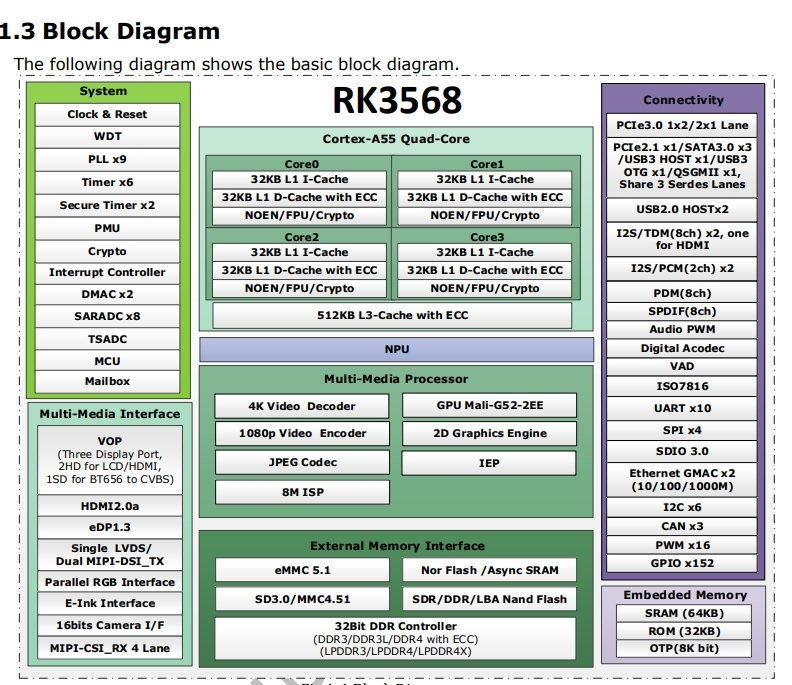 1.3 Block Diagram
The following diagram shows the basic block diagram.
RK3568
System
Clock & Reset
WDT
PLL x9
Timer x6
Secure Timer x2
PMU
Crypto
Interrupt Controller
DMAC x2
SARADC x8
TSADC
MCU
Mailbox
Multi-Media Interface
VOP
(Three Display Port,
2HD for LCD/HDMI,
1SD for BT656 to CVBS)
HDMI2.0a
eDP1.3
Single LVDS/
Dual MIPI-DSI_TX
Parallel RGB Interface
E-Ink Interface
16bits Camera I/F
MIPI-CSI_RX 4 Lane
Cortex-A55 Quad-Core
Core0
32KB L1 I-Cache
32KB L1 D-Cache with ECC
NOEN/FPU/Crypto
Core1
32KB L1 I-Cache
32KB L1 D-Cache with ECC
NOEN/FPU/Crypto
Core2
32KB L1 I-Cache
32KB L1 D-Cache with ECC
NOEN/FPU/Crypto
Core3
32KB L1 I-Cache
32KB L1 D-Cache with ECC
NOEN/FPU/Crypto
512KB L3-Cache with ECC
NPU
Multi-Media Processor
4K Video Decoder
GPU Mali-G52-2EE
1080p Video Encoder
2D Graphics Engine
JPEG Codec
IEP
8M ISP
External Memory Interface
eMMC 5.1
Nor Flash /Async SRAM
SD3.0/MMC4.51
SDR/DDR/LBA Nand Flash
32Bit DDR Controller
(DDR3/DDR3L/DDR4 with ECC)
(LPDDR3/LPDDR4/LPDDR4X)
Connectivity
PCIe3.0 1x2/2x1 Lane
PCIe2.1 x1/SATA3.0 x3
/USB3 HOST x1/USB3
OTG x1/QSGMII x1,
Share 3 Serdes Lanes
USB2.0 HOSTx2
I2S/TDM(8ch) x2, one
for HDMI
I2S/PCM(2ch) x2
PDM(8ch)
SPDIF(8ch)
Audio PWM
Digital Acodec
VAD
ISO7816
UART x10
SPI x4
SDIO 3.0
Ethernet GMAC x2
(10/100/1000M)
I2C x6
CAN x3
PWM x16
GPIO x152
Embedded Memory
SRAM (64KB)
ROM (32KB)
OTP(8K bit)